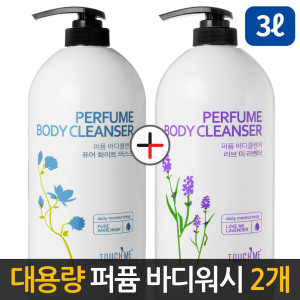 3ℓ
PERFUME
BODY CLEANSER
퍼퓸 바디클렌저
퓨어 화이트 머스크
daily moisturizing
PURE
WHITE MUSK
TOUCH ME
PERFUME
BODY CLEANSER
퍼퓸 바디클렌저
러브 미 라벤더
daily moisturizing
LOVE ME
LAVENDER
TOUCH ME
대용량 퍼퓸 바디워시 2개